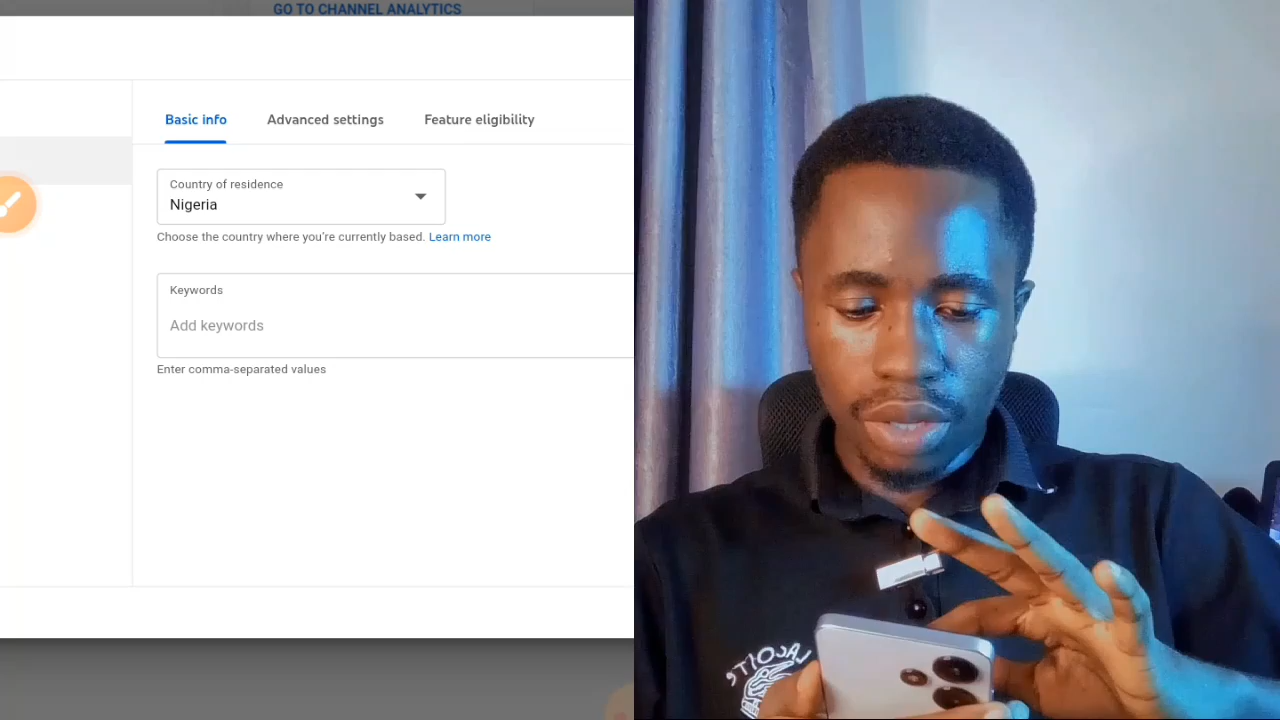 GO TO CHANNEL ANALYTICS
Basic info
Advanced settings
Feature eligibility
Country of residence
Nigeria
Choose the country where you're currently based. Learn more
Keywords
Add keywords
Enter comma-separated values